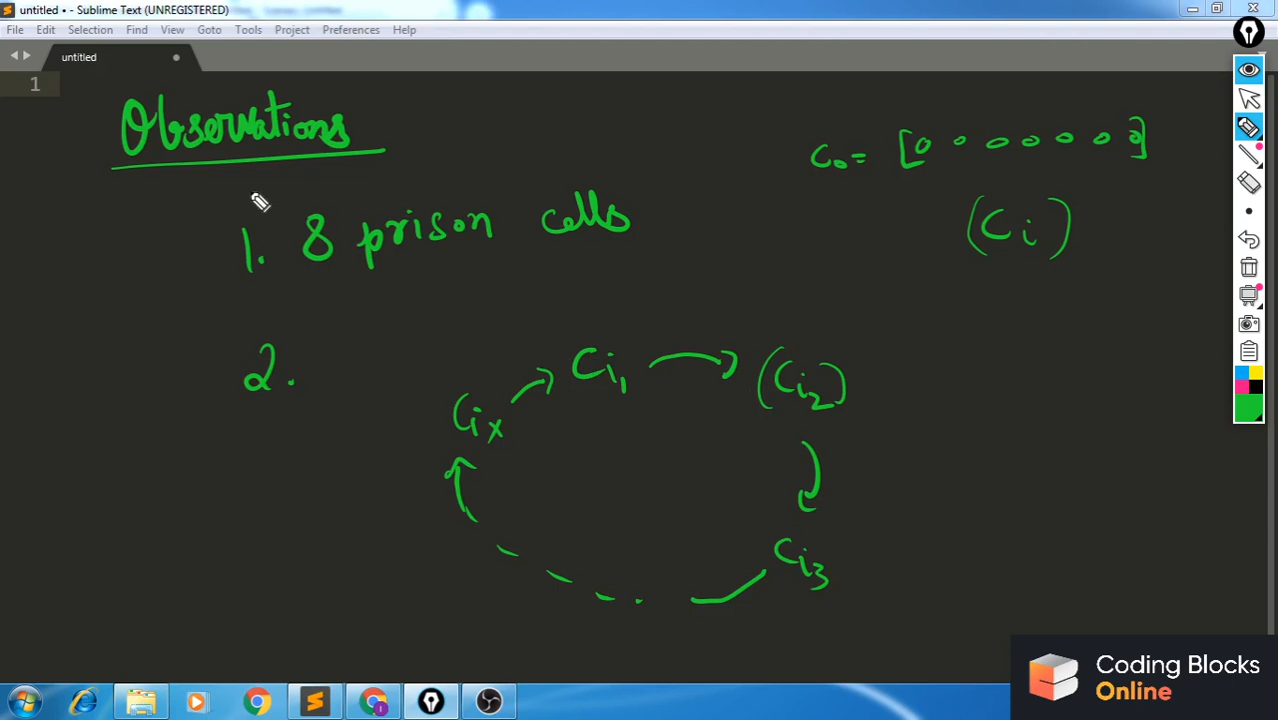 untitled • - Sublime Text (UNREGISTERED)
File Edit Selection Find View Goto Tools Project Preferences Help
untitled
1
Observations
C0 = [0 0 0 0 0 0 0]
1. 8 prison cells
(Ci)
2.
Ci1
(Ci2)
Cix
Ci3
Coding Blocks
Online